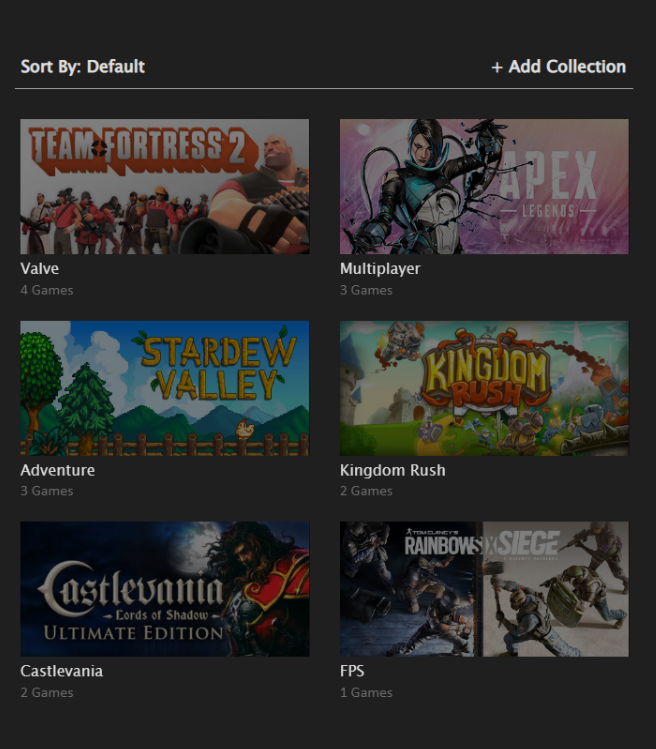 Sort By: Default
+ Add Collection
TEAM FORTRESS 2
APEX
LEGENDS
Valve
4 Games
Multiplayer
3 Games
STARDEW
VALLEY
KINGDOM
RUSH
Adventure
3 Games
Kingdom Rush
2 Games
Castlevania
Lords of Shadow
ULTIMATE EDITION
TOM CLANCY'S
RAINBOW SIX SIEGE
Castlevania
2 Games
FPS
1 Games